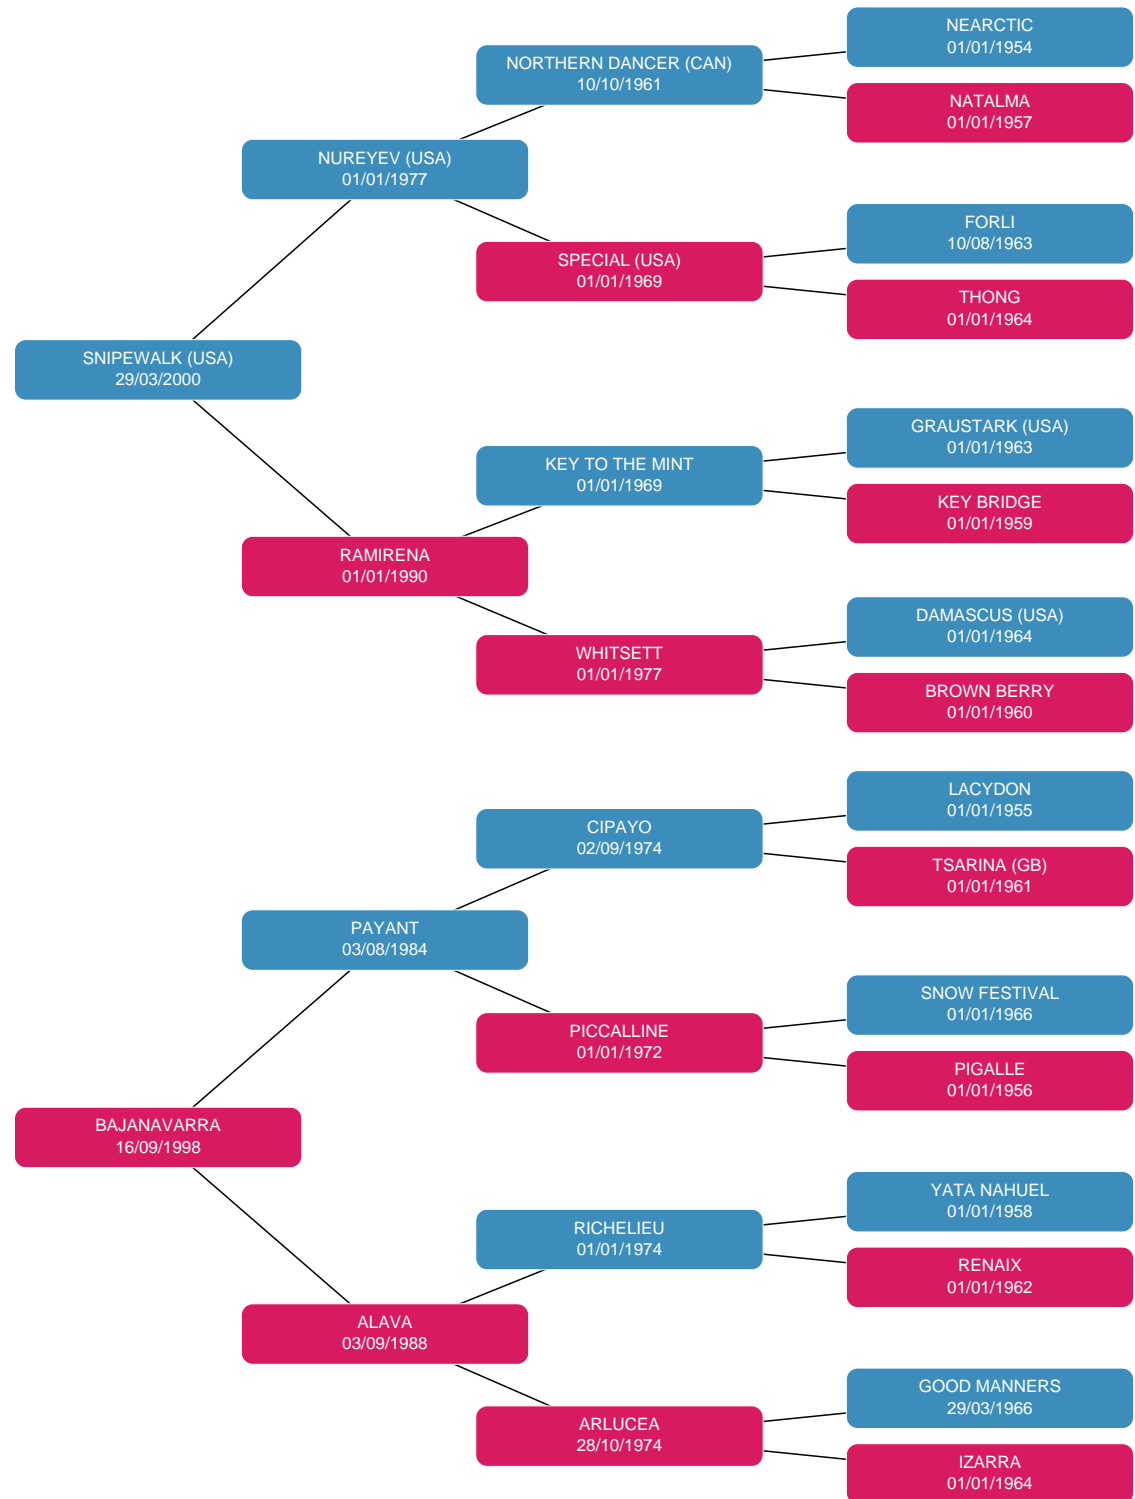 NEARCTIC
01/01/1954
NORTHERN DANCER (CAN)
10/10/1961
NATALMA
01/01/1957
NUREYEV (USA)
01/01/1977
FORLI
10/08/1963
SPECIAL (USA)
01/01/1969
THONG
01/01/1964
SNIPEWALK (USA)
29/03/2000
GRAUSTARK (USA)
01/01/1963
KEY TO THE MINT
01/01/1969
KEY BRIDGE
01/01/1959
RAMIRENA
01/01/1990
DAMASCUS (USA)
01/01/1964
WHITSETT
01/01/1977
BROWN BERRY
01/01/1960
LACYDON
01/01/1955
CIPAYO
02/09/1974
TSARINA (GB)
01/01/1961
PAYANT
03/08/1984
SNOW FESTIVAL
01/01/1966
PICCALLINE
01/01/1972
PIGALLE
01/01/1956
BAJANAVARRA
16/09/1998
YATA NAHUEL
01/01/1958
RICHELIEU
01/01/1974
RENAIX
01/01/1962
ALAVA
03/09/1988
GOOD MANNERS
29/03/1966
ARLUCEA
28/10/1974
IZARRA
01/01/1964